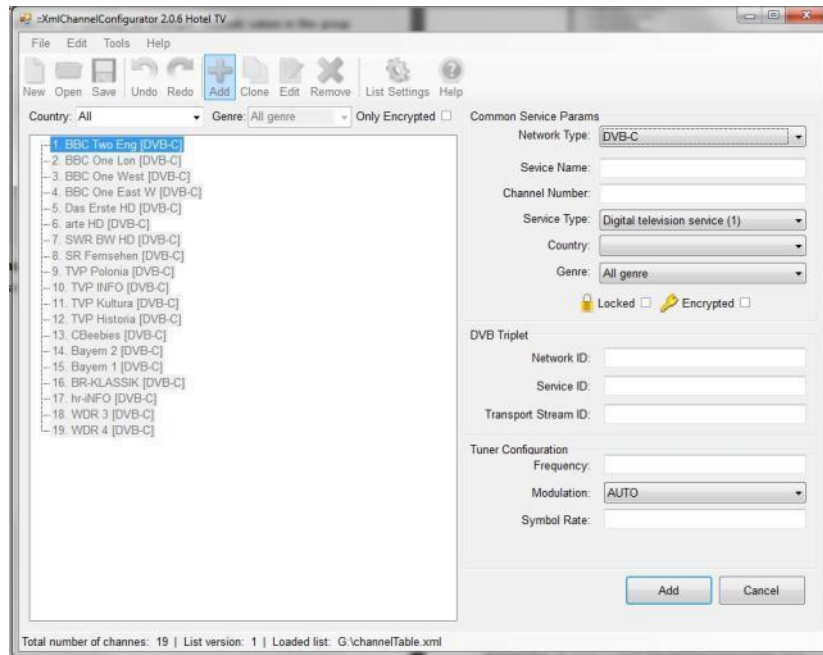 ::XmlChannelConfigurator 2.0.6 Hotel TV
File Edit Tools Help
New Open Save Undo Redo Add Clone Edit Remove List Settings Help
Country: All Genre: All genre Only Encrypted
1. BBC Two Eng [DVB-C]
2. BBC One Lon [DVB-C]
3. BBC One West [DVB-C]
4. BBC One East W [DVB-C]
5. Das Erste HD [DVB-C]
6. arte HD [DVB-C]
7. SWR BW HD [DVB-C]
8. SR Fernsehen [DVB-C]
9. TVP Polonia [DVB-C]
10. TVP INFO [DVB-C]
11. TVP Kultura [DVB-C]
12. TVP Historia [DVB-C]
13. CBeebies [DVB-C]
14. Bayern 2 [DVB-C]
15. Bayern 1 [DVB-C]
16. BR-KLASSIK [DVB-C]
17. hr-iNFO [DVB-C]
18. WDR 3 [DVB-C]
19. WDR 4 [DVB-C]
Common Service Params
Network Type: DVB-C
Sevice Name:
Channel Number:
Service Type: Digital television service (1)
Country:
Genre: All genre
Locked Encrypted
DVB Triplet
Network ID:
Service ID:
Transport Stream ID:
Tuner Configuration
Frequency:
Modulation: AUTO
Symbol Rate:
Add Cancel
Total number of channes: 19 | List version: 1 | Loaded list: G:\channelTable.xml